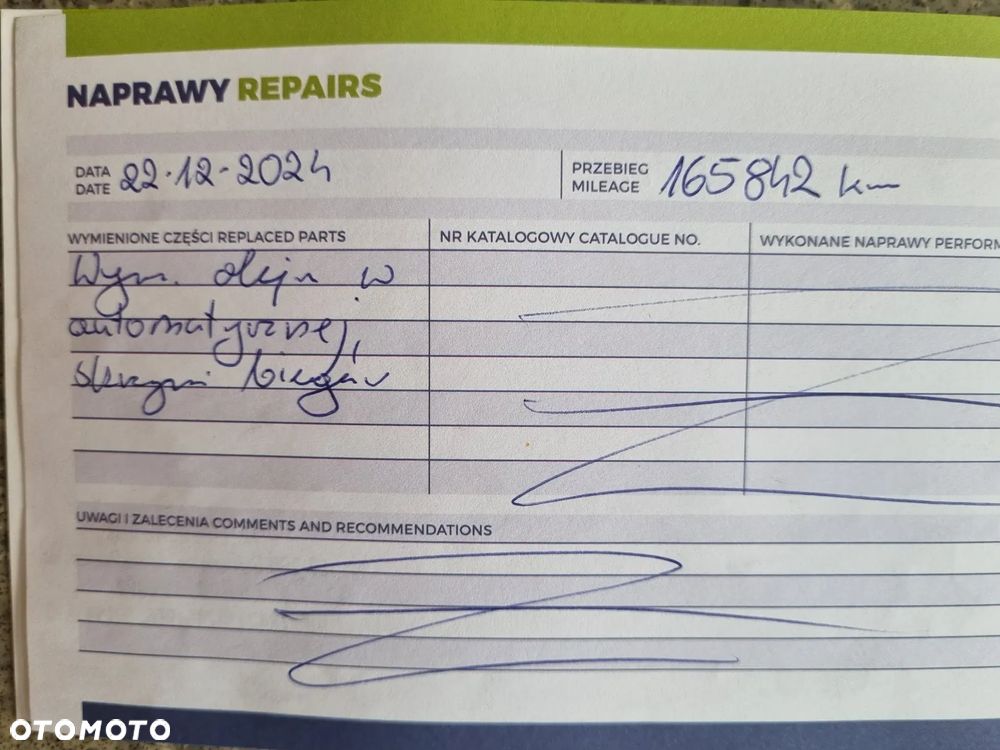 NAPRAWY REPAIRS
DATA 22-12-2024 PRZEBIEG 165842 km
DATE MILEAGE
WYMIENIONE CZĘŚCI REPLACED PARTS NR KATALOGOWY CATALOGUE NO. WYKONANE NAPRAWY PERFORM
Wym. oleju w
automatycznej
skrzyni biegów
UWAGI I ZALECENIA COMMENTS AND RECOMMENDATIONS
OTOMOTO